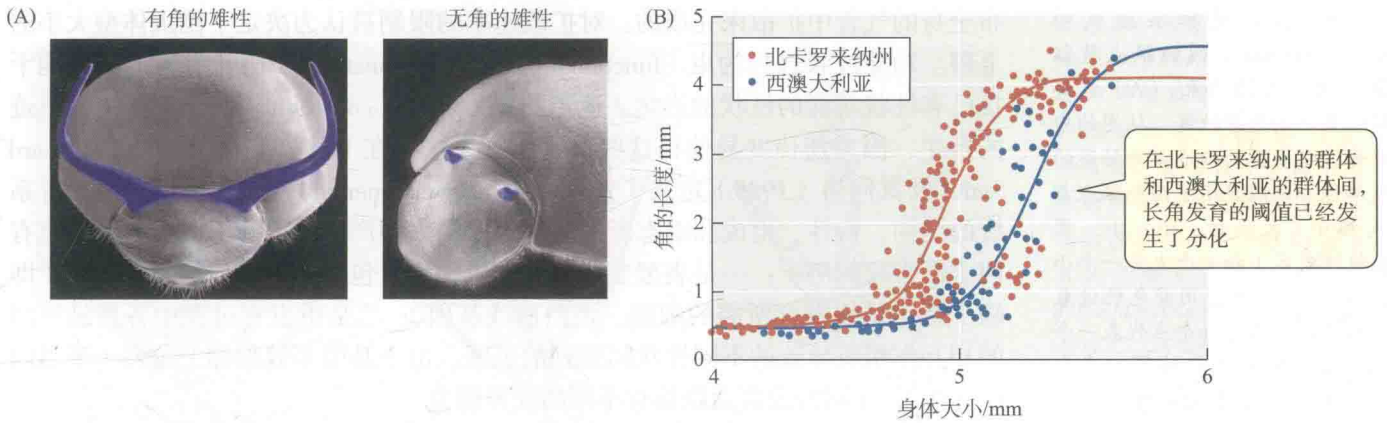 (A)
有角的雄性
无角的雄性
(B)
5
4
3
2
1
0
角的长度/mm
北卡罗来纳州
西澳大利亚
4
5
6
身体大小/mm
在北卡罗来纳州的群体
和西澳大利亚的群体间，
长角发育的阈值已经发
生了分化